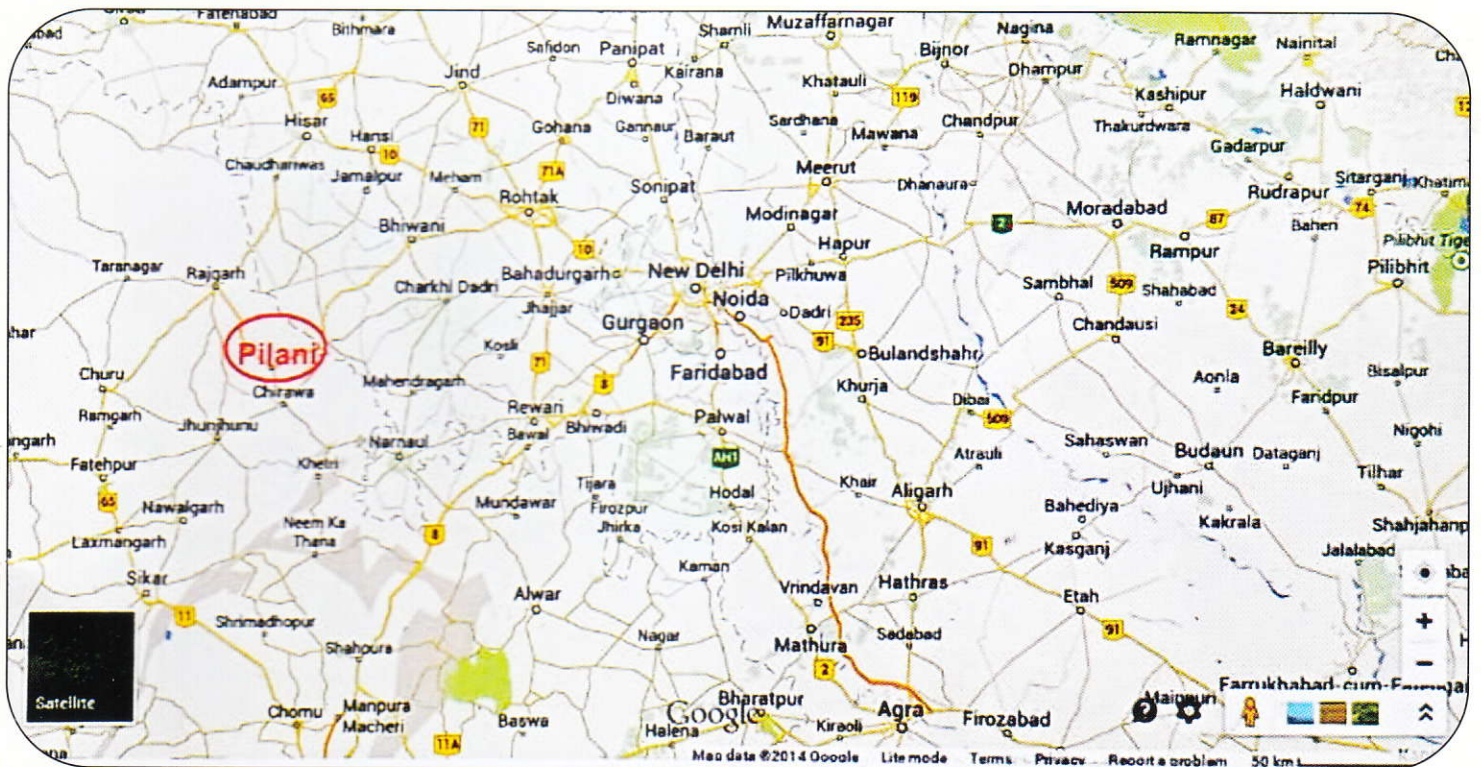 Fatehabad
Bithmara
Safidon
Panipat
Shamli
Muzaffarnagar
Nagina
Ramnagar
Nainital
Adampur
Jind
Kairana
Bijnor
Dhampur
65
Diwana
Khatauli
119
Kashipur
Haldwani
Hisar
Hansi
71
Gohana
Gannaur
Baraut
Sardhana
Mawana
Chandpur
Thakurdwara
Gadarpur
10
Chaudhariwas
Jamalpur
Meham
71A
Sonipat
Meerut
Dhanaura
Rudrapur
Sitarganj
Khatima
Rohtak
Modinagar
Moradabad
87
74
Bhiwani
10
Hapur
Rampur
Baheri
Pilibhit Tige
Taranagar
Rajgarh
Bahadurgarh
New Delhi
Pilkhuwa
Pilibhit
Charkhi Dadri
Noida
Sambhal
509
Shahabad
Jhajjar
Dadri
24
Gurgaon
235
Chandausi
Pilani
Kosli
91
Bulandshahr
Bareilly
71
Faridabad
Churu
Chirawa
Mahendragarh
8
Khurja
Aonla
Bisalpur
Ramgarh
Rewari
Palwal
Dibai
509
Faridpur
Jhunjhunu
Narnaul
Bawal
Bhiwadi
Sahaswan
Nigohi
angarh
Fatehpur
Khetri
AH1
Atrauli
Budaun
Dataganj
Tilhar
65
Nawalgarh
Mundawar
Tijara
Hodal
Khair
Aligarh
Ujhani
Neem Ka
Thana
Firozpur
Jhirka
Kosi Kalan
Bahediya
Kakrala
Shahjahanp
Laxmangarh
8
91
Kasganj
Jalalabad
Sikar
Kaman
Vrindavan
Hathras
Alwar
Etah
11
Shrimadhopur
Nagar
Sadabad
91
Shahpura
Mathura
2
Satellite
Manpura
Macheri
Chomu
Bharatpur
Google
Agra
Firozabad
Mainpuri
Farrukhabad-cum-
11A
Baswa
Halena
Kiraoli
Map data ©2014 Google
Lite mode
Terms
Privacy
Report a problem
50 km